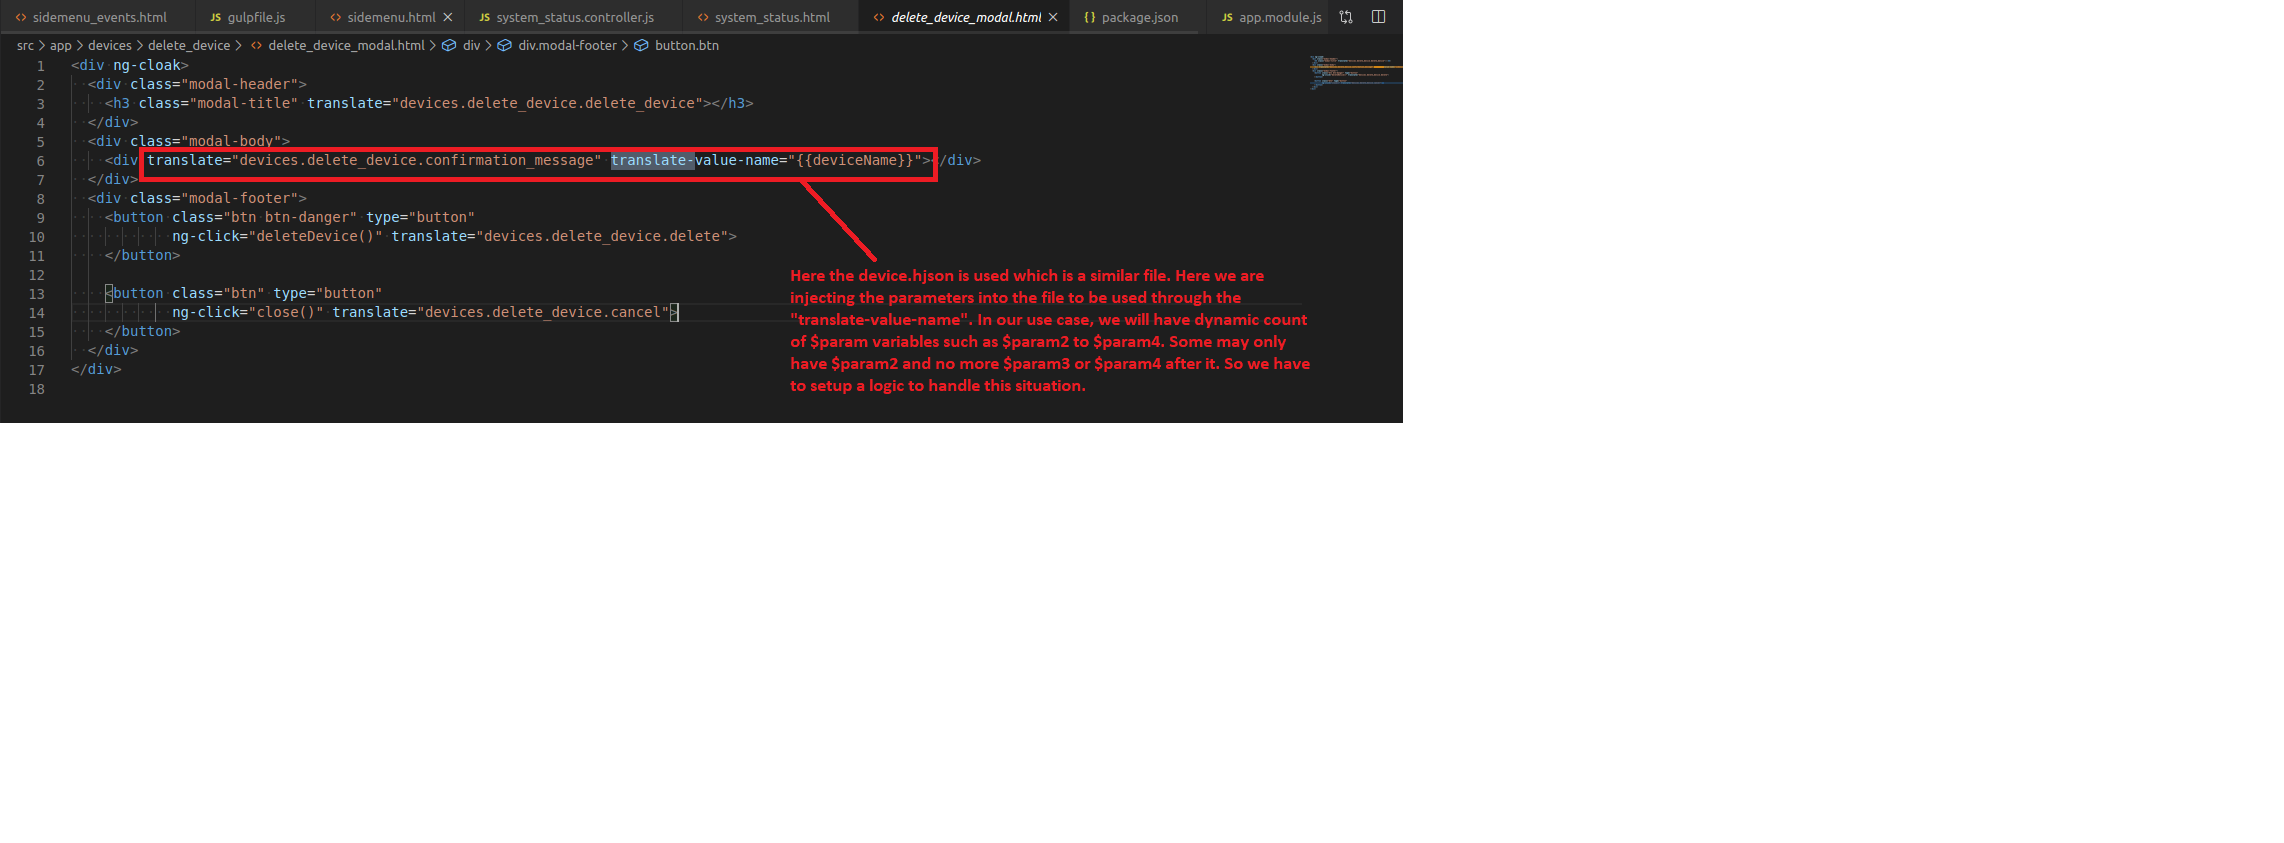 sidemenu_events.html JS gulpfile.js sidemenu.html JS system_status.controller.js system_status.html delete_device_modal.html {} package.json JS app.module.js
src > app > devices > delete_device > delete_device_modal.html > div > div.modal-footer > button.btn
1 <div ng-cloak>
2 <div class="modal-header">
3 <h3 class="modal-title" translate="devices.delete_device.delete_device"></h3>
4 </div>
5 <div class="modal-body">
6 <div translate="devices.delete_device.confirmation_message" translate-value-name="{{deviceName}}"></div>
7 </div>
8 <div class="modal-footer">
9 <button class="btn btn-danger" type="button"
10 ng-click="deleteDevice()" translate="devices.delete_device.delete">
11 </button>
12
13 <button class="btn" type="button"
14 ng-click="close()" translate="devices.delete_device.cancel">
15 </button>
16 </div>
17 </div>
18
Here the device.hjson is used which is a similar file. Here we are
injecting the parameters into the file to be used through the
"translate-value-name". In our use case, we will have dynamic count
of $param variables such as $param2 to $param4. Some may only
have $param2 and no more $param3 or $param4 after it. So we have
to setup a logic to handle this situation.